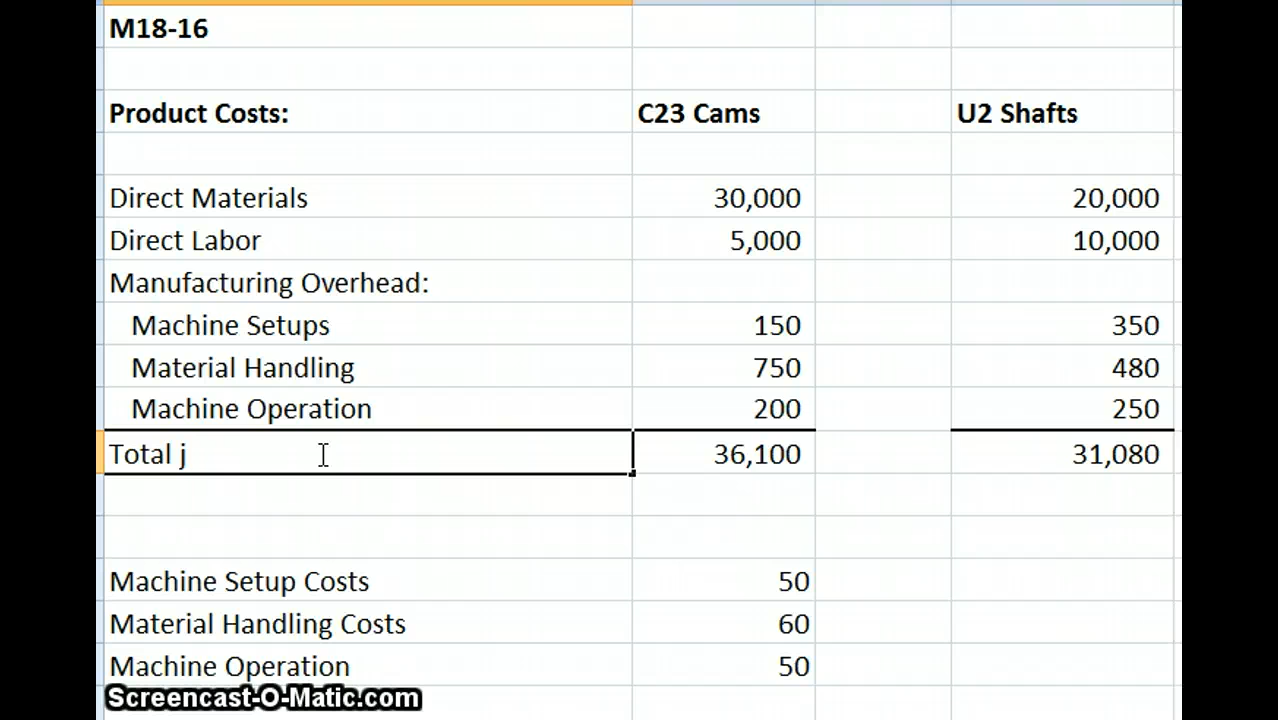 M18-16
Product Costs: C23 Cams U2 Shafts
Direct Materials 30,000 20,000
Direct Labor 5,000 10,000
Manufacturing Overhead:
Machine Setups 150 350
Material Handling 750 480
Machine Operation 200 250
Total j 36,100 31,080
Machine Setup Costs 50
Material Handling Costs 60
Machine Operation 50
Screencast-O-Matic.com